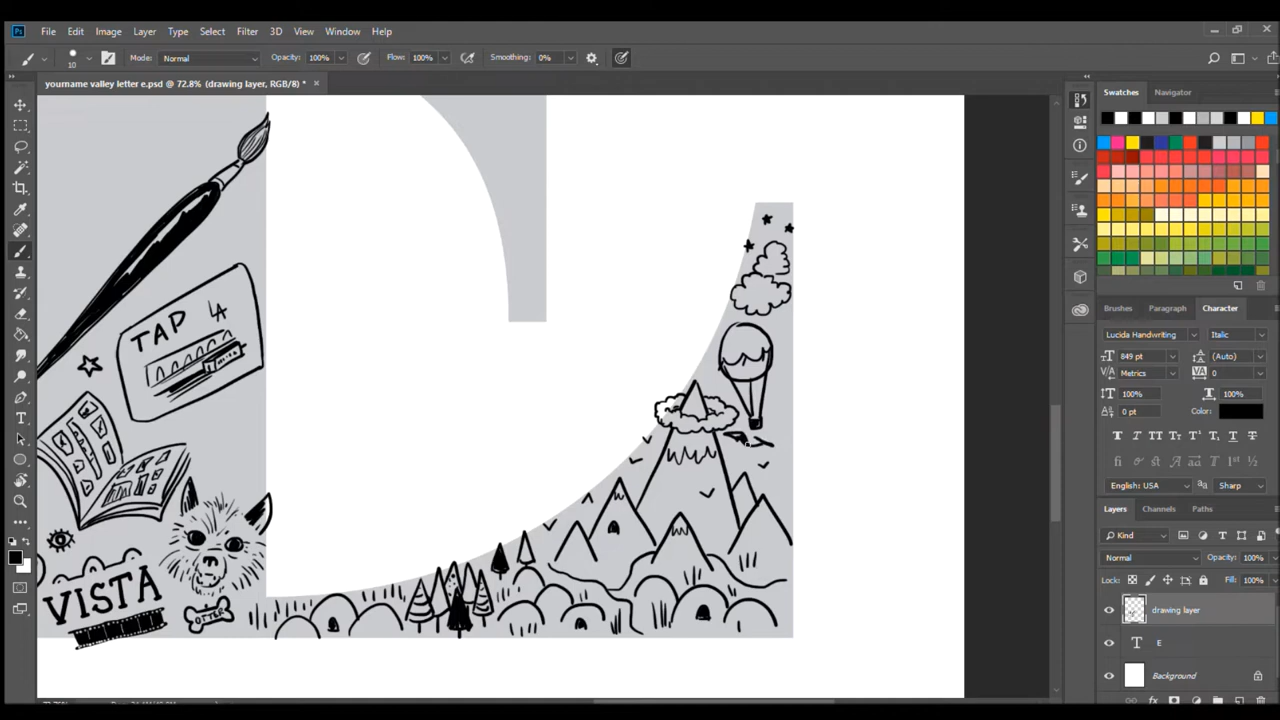 Ps File Edit Image Layer Type Select Filter 3D View Window Help
10 Mode: Normal Opacity: 100% Flow: 100% Smoothing: 0%
yourname valley letter e.psd @ 72.8% (drawing layer, RGB/8) * ×
Swatches Navigator
Brushes Paragraph Character
Lucida Handwriting Italic
849 pt (Auto)
Metrics 0
100% 100%
0 pt Color:
English: USA Sharp
Layers Channels Paths
Kind
Normal Opacity: 100%
Lock: Fill: 100%
drawing layer
T E
Background
TAP LA
VISTA
OTTER